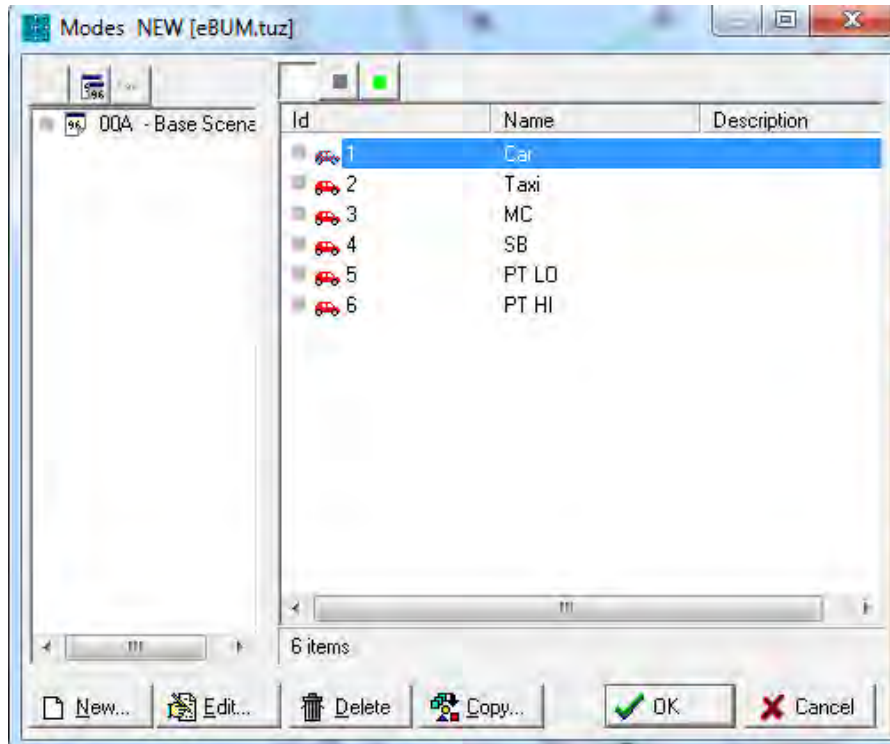 Modes NEW [eBUM.tuz]
00A - Base Scena
Id Name Description
1 Car
2 Taxi
3 MC
4 SB
5 PT LO
6 PT HI
6 items
New... Edit... Delete Copy... OK Cancel